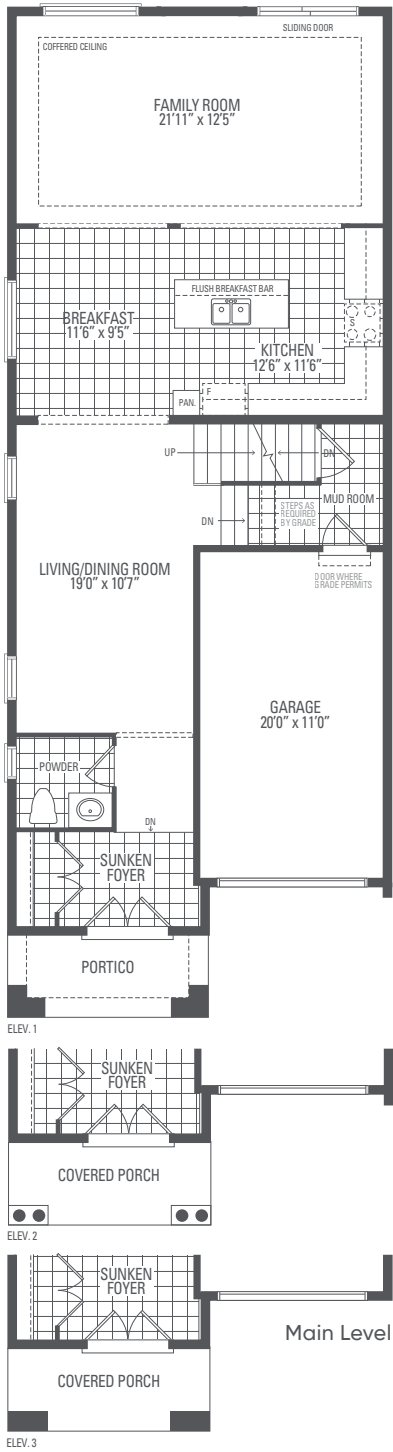 SLIDING DOOR
COFFERED CEILING
FAMILY ROOM
21'11" x 12'5"
FLUSH BREAKFAST BAR
BREAKFAST
11'6" x 9'5"
S
KITCHEN
12'6" x 11'6"
F
PAN.
UP
DN
MUD ROOM
STEPS AS
REQUIRED
BY GRADE
DN
DOOR WHERE
GRADE PERMITS
LIVING/DINING ROOM
19'0" x 10'7"
GARAGE
20'0" x 11'0"
POWDER
DN
SUNKEN
FOYER
PORTICO
ELEV. 1
SUNKEN
FOYER
COVERED PORCH
ELEV. 2
SUNKEN
FOYER
Main Level
COVERED PORCH
ELEV. 3